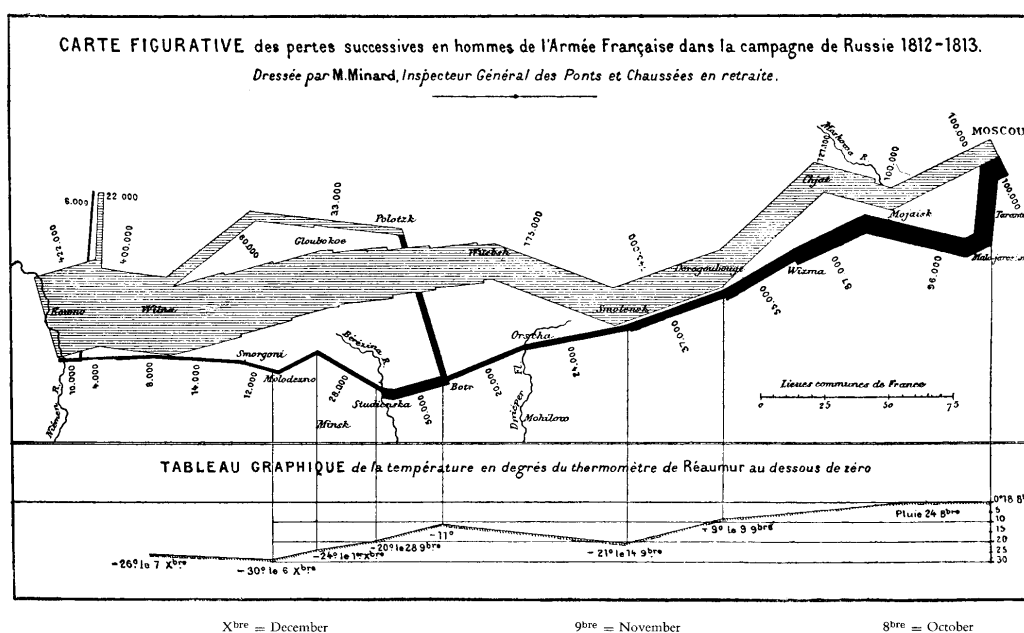 CARTE FIGURATIVE des pertes successives en hommes de l'Armée Française dans la campagne de Russie 1812-1813.
Dressée par M. Minard, Inspecteur Général des Ponts et Chaussées en retraite.
MOSCOU
100.000
100.000
Moskowa R.
100.000
Chjat
Mojaisk
Malo-jarosl
6.000
22.000
33.000
Polotzk
422.000
400.000
60.000
Gloubokoe
175.000
Witebsk
Dorogoubouge
Wizma
96.000
55.000
Kowno
Wilna
Smolensk
37.000
Orscha
24.000
Bérézina R.
Smorgoni
Molodezno
10.000
4.000
8.000
14.000
12.000
28.000
Studienska
50.000
Botr
20.000
Niémen R.
Minsk
Mohilow
Lieues communes de France
0 25 50 75
TABLEAU GRAPHIQUE de la température en degrés du thermomètre de Réaumur au dessous de zéro
5
10
15
20
25
30
Pluie 24 8bre
-9° le 9 9bre
-21° le 14 9bre
-11°
-20° le 28 9bre
-24° le 1er Xbre
-30° le 6 Xbre
-26° le 7 Xbre
Xbre = December 9bre = November 8bre = October